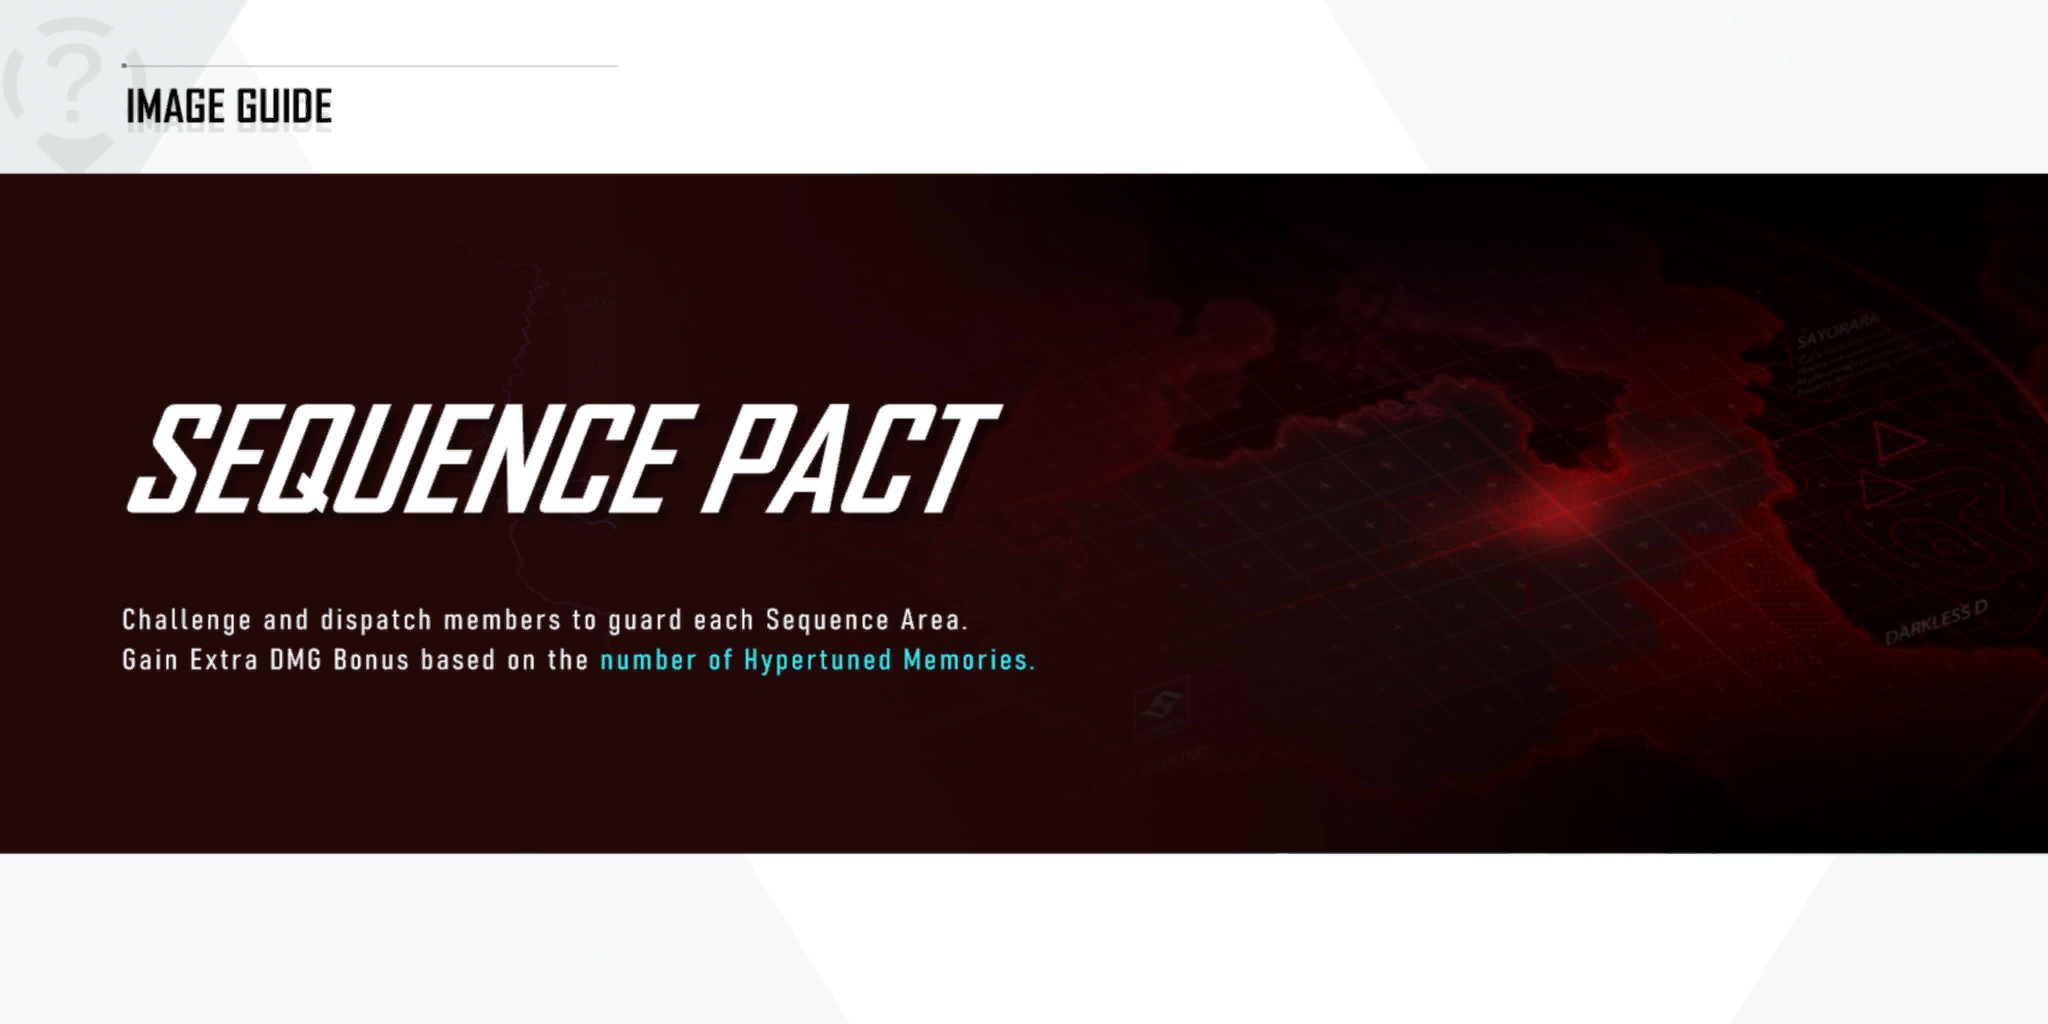 IMAGE GUIDE
SEQUENCE PACT
Challenge and dispatch members to guard each Sequence Area.
Gain Extra DMG Bonus based on the number of Hypertuned Memories.
SAYORARA
DARKLESS D